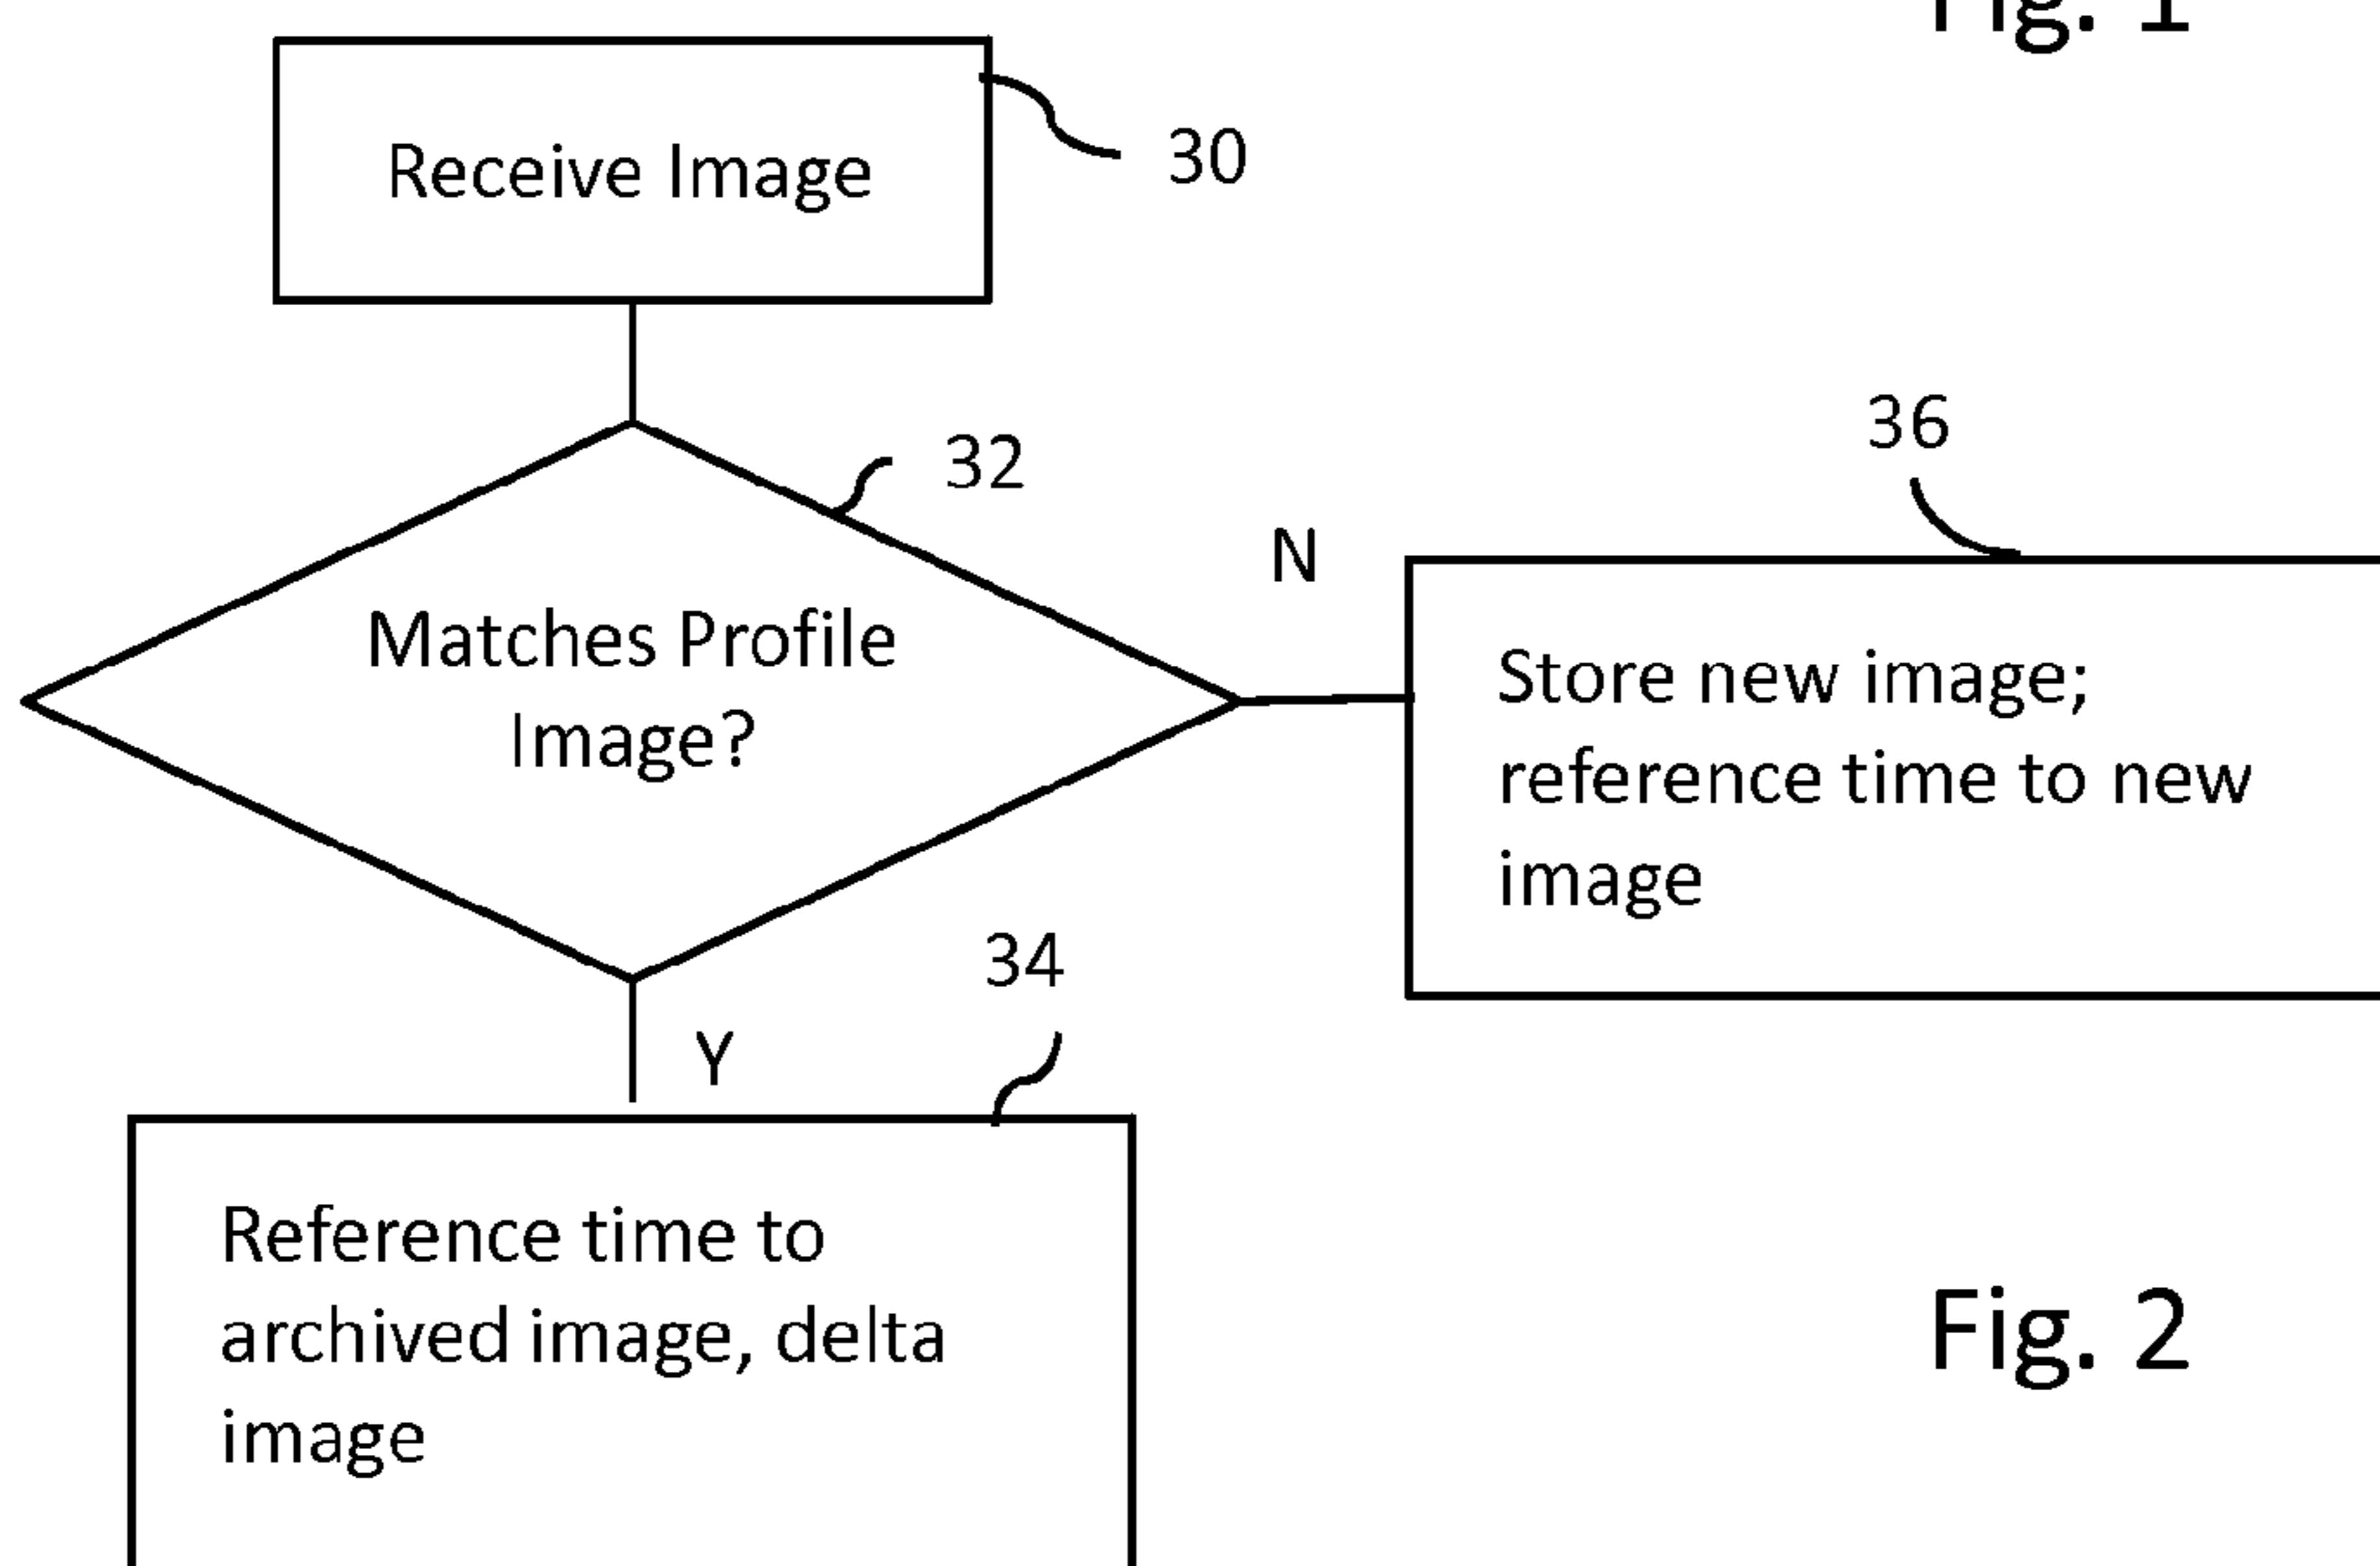 Fig. 1
Receive Image
30
32
36
N
Matches Profile
Image?
Store new image;
reference time to new
image
34
Y
Reference time to
archived image, delta
image
Fig. 2